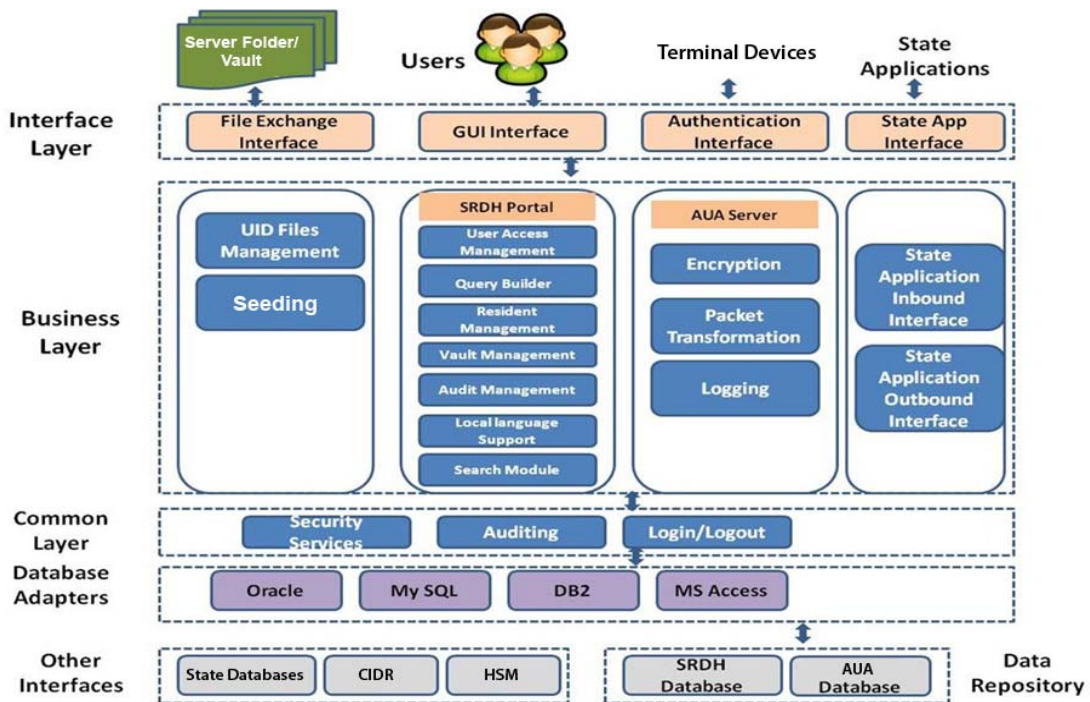 Server Folder/
Vault
Users
Terminal Devices
State
Applications
Interface
Layer
File Exchange
Interface
GUI Interface
Authentication
Interface
State App
Interface
Business
Layer
UID Files
Management
Seeding
SRDH Portal
User Access
Management
Query Builder
Resident
Management
Vault Management
Audit Management
Local language
Support
Search Module
AUA Server
Encryption
Packet
Transformation
Logging
State
Application
Inbound
Interface
State
Application
Outbound
Interface
Common
Layer
Security
Services
Auditing
Login/Logout
Database
Adapters
Oracle
My SQL
DB2
MS Access
Other
Interfaces
State Databases
CIDR
HSM
SRDH
Database
AUA
Database
Data
Repository